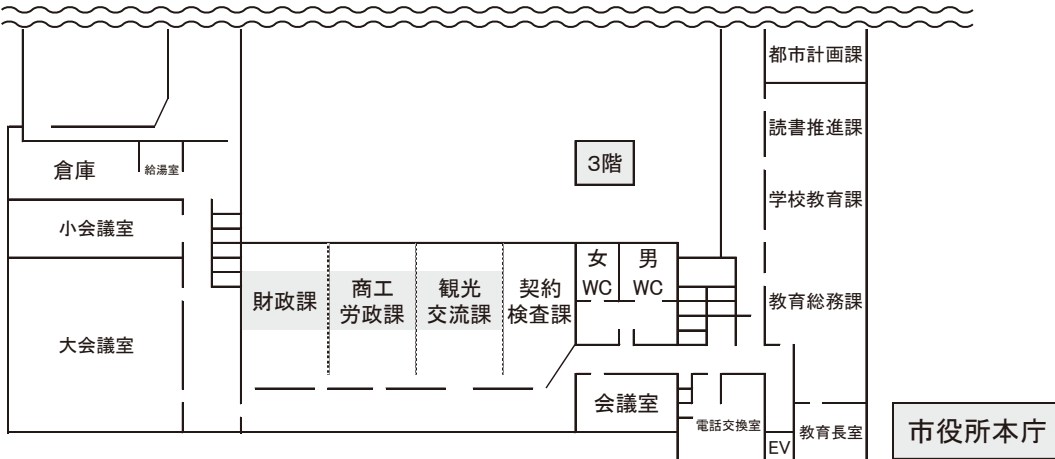 都市計画課
読書推進課
3階
倉庫
給湯室
学校教育課
小会議室
女
WC
男
WC
財政課
商工
労政課
観光
交流課
契約
検査課
教育総務課
大会議室
会議室
電話交換室
EV
教育長室
市役所本庁